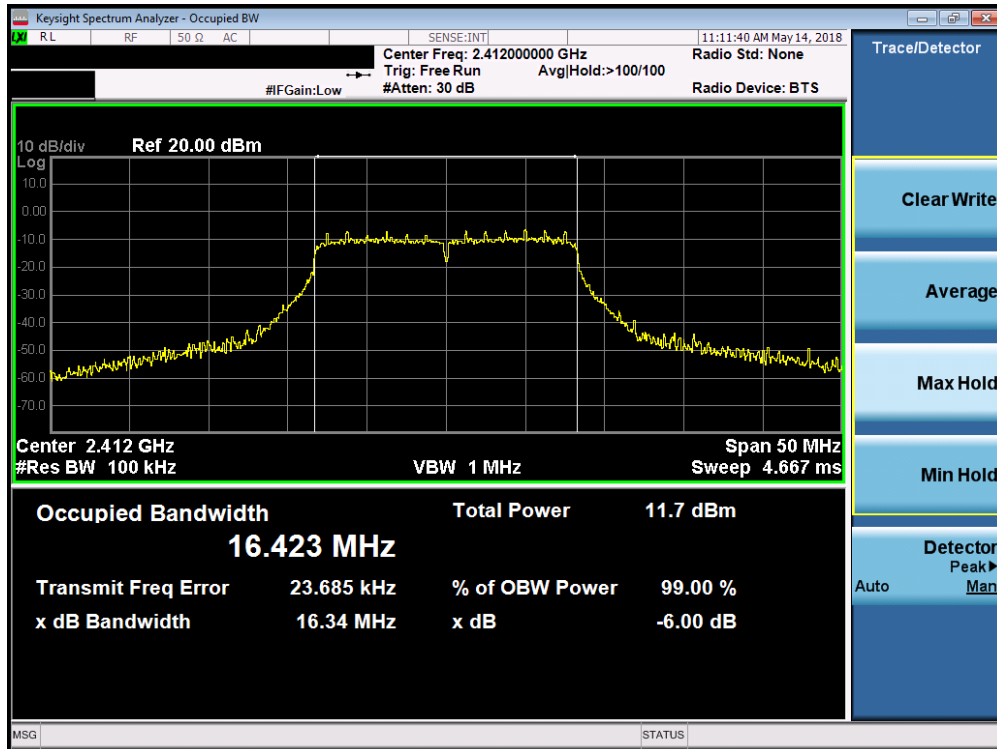 Keysight Spectrum Analyzer - Occupied BW
LXI RL RF 50 Ω AC SENSE:INT 11:11:40 AM May 14, 2018
Center Freq: 2.412000000 GHz Radio Std: None
Trig: Free Run Avg|Hold:>100/100
#IFGain:Low #Atten: 30 dB Radio Device: BTS
10 dB/div Ref 20.00 dBm
Log
10.0
0.00
-10.0
-20.0
-30.0
-40.0
-50.0
-60.0
-70.0
Center 2.412 GHz Span 50 MHz
#Res BW 100 kHz VBW 1 MHz Sweep 4.667 ms
Occupied Bandwidth Total Power 11.7 dBm
16.423 MHz
Transmit Freq Error 23.685 kHz % of OBW Power 99.00 %
x dB Bandwidth 16.34 MHz x dB -6.00 dB
MSG STATUS
Trace/Detector
Clear Write
Average
Max Hold
Min Hold
Detector
Peak▶
Auto Man